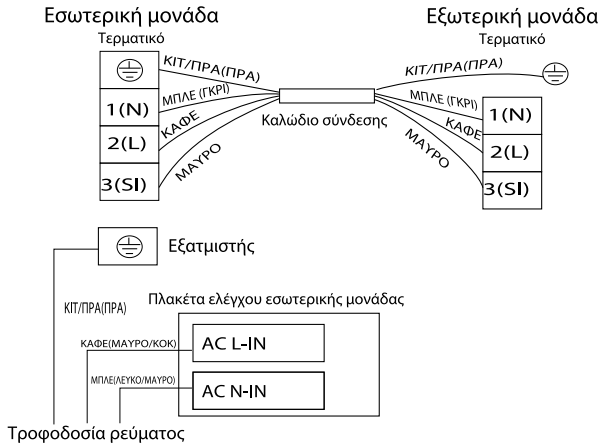 Εσωτερική μονάδα
Τερματικό
Εξωτερική μονάδα
Τερματικό
ΚΙΤ/ΠΡΑ(ΠΡΑ)
ΚΙΤ/ΠΡΑ(ΠΡΑ)
1(N)
ΜΠΛΕ (ΓΚΡΙ)
ΜΠΛΕ (ΓΚΡΙ)
1(N)
Καλώδιο σύνδεσης
2(L)
ΚΑΦΕ
ΚΑΦΕ
2(L)
3(SI)
ΜΑΥΡΟ
ΜΑΥΡΟ
3(SI)
Εξατμιστής
ΚΙΤ/ΠΡΑ(ΠΡΑ)
Πλακέτα ελέγχου εσωτερικής μονάδας
ΚΑΦΕ(ΜΑΥΡΟ/ΚΟΚ)
AC L-IN
ΜΠΛΕ(ΛΕΥΚΟ/ΜΑΥΡΟ)
AC N-IN
Τροφοδοσία ρεύματος